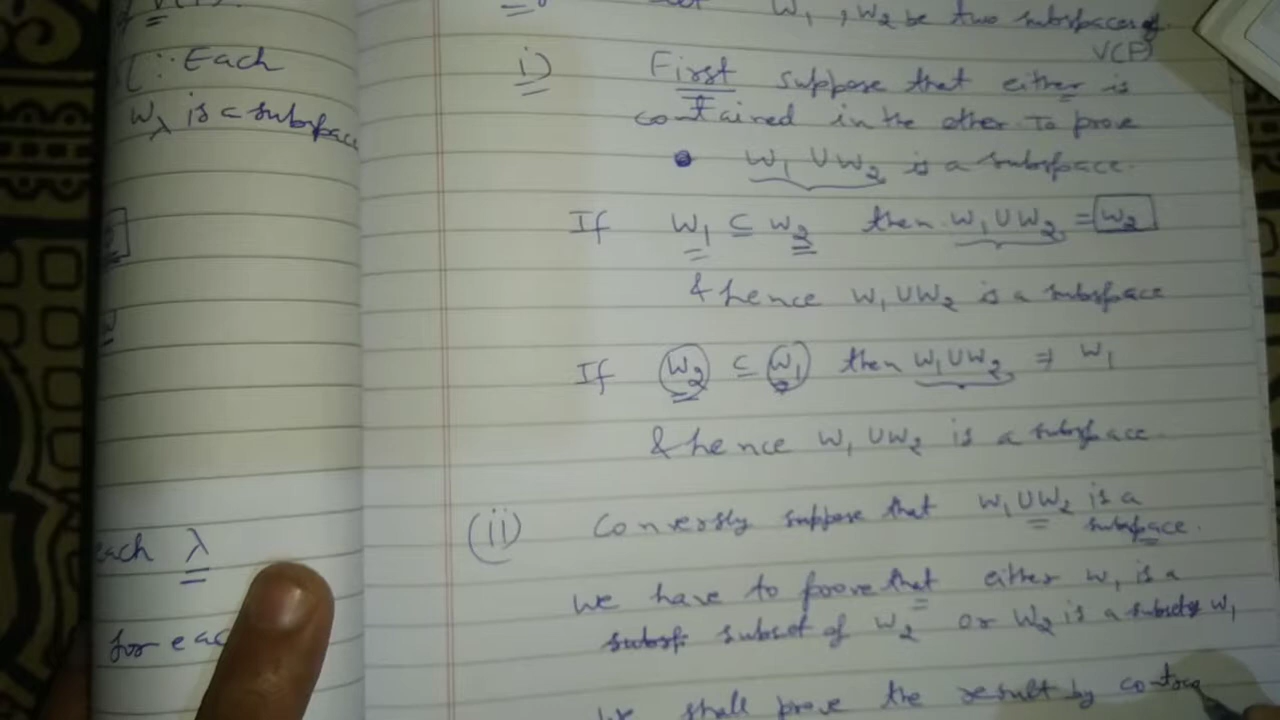 [∵ Each
Wλ is a subspace
each λ
for eac
W1, W2 be two subspaces of
V(F)
i) First suppose that either is
contained in the other To prove
W1 ∪ W2 is a subspace.
If W1 ⊆ W2 then W1 ∪ W2 = W2
& hence W1 ∪ W2 is a subspace
If W2 ⊆ W1 then W1 ∪ W2 = W1
& hence W1 ∪ W2 is a subspace
(ii) Conversly suppose that W1 ∪ W2 is a
subspace.
We have to prove that either W1 is a
subset of W2 or W2 is a subset of W1
We shall prove the result by contra